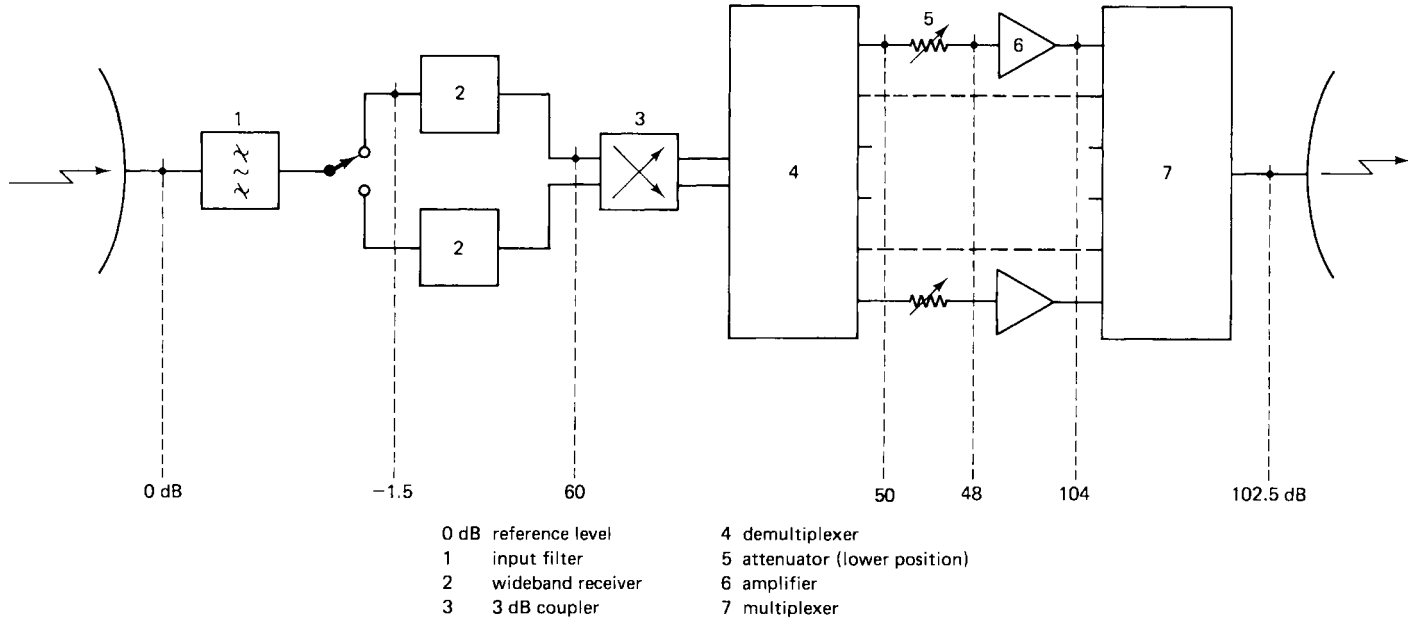 5
6
2
1
3
4
7
2
0 dB
−1.5
60
50
48
104
102.5 dB
0 dB reference level
1 input filter
2 wideband receiver
3 3 dB coupler
4 demultiplexer
5 attenuator (lower position)
6 amplifier
7 multiplexer